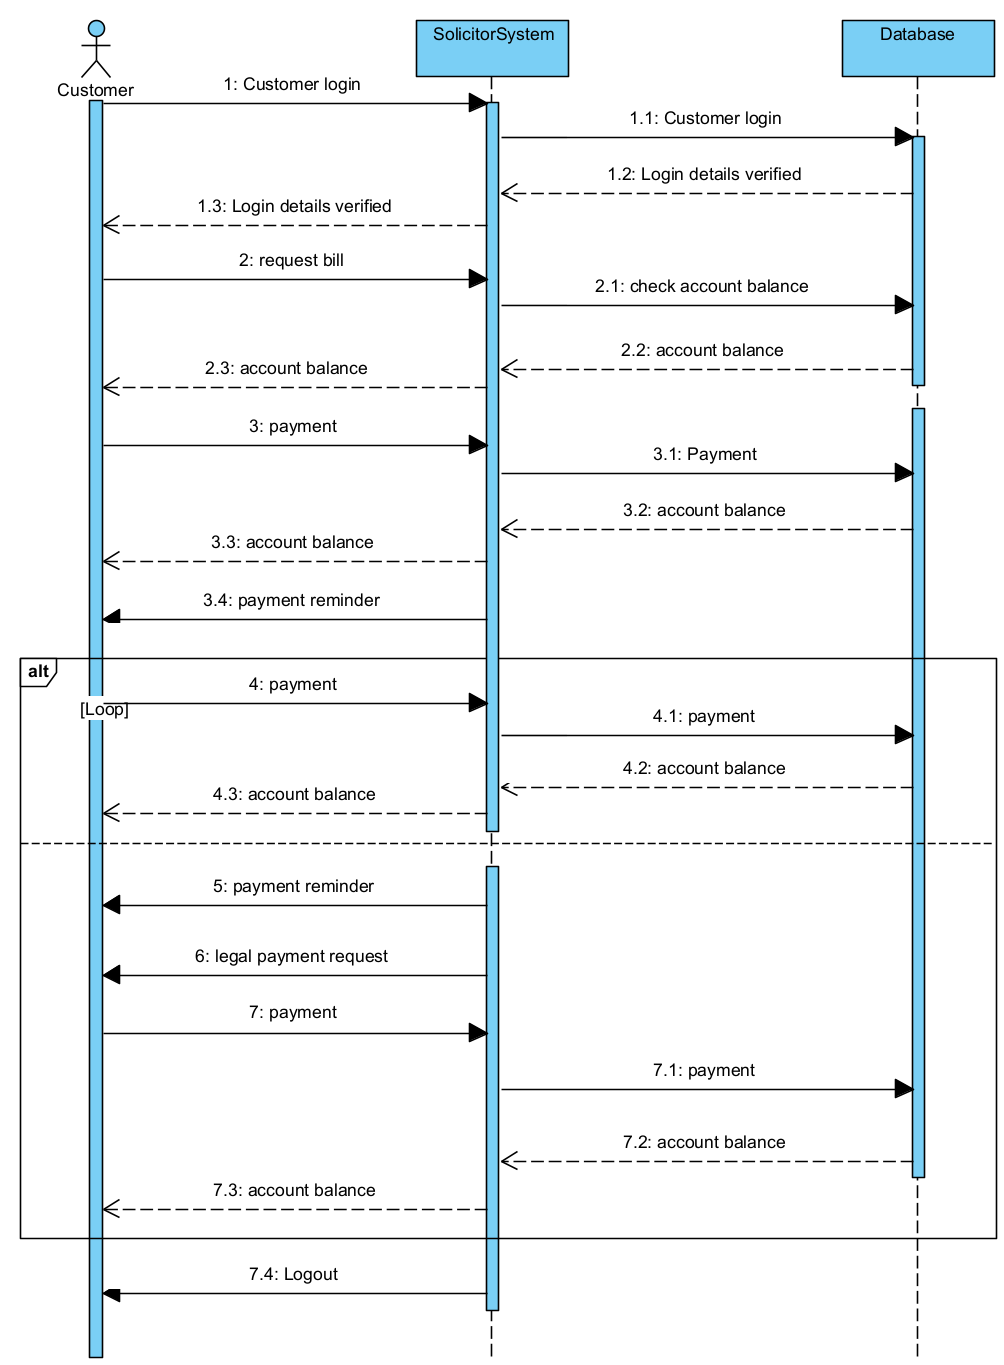 SolicitorSystem
Database
Customer
1: Customer login
1.1: Customer login
1.2: Login details verified
1.3: Login details verified
2: request bill
2.1: check account balance
2.2: account balance
2.3: account balance
3: payment
3.1: Payment
3.2: account balance
3.3: account balance
3.4: payment reminder
alt
4: payment
[Loop]
4.1: payment
4.2: account balance
4.3: account balance
5: payment reminder
6: legal payment request
7: payment
7.1: payment
7.2: account balance
7.3: account balance
7.4: Logout